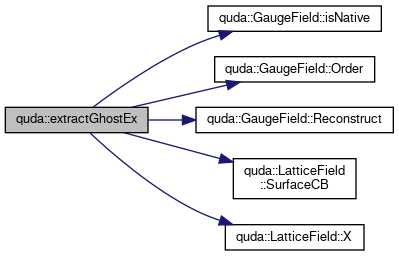 quda::GaugeField::isNative
quda::GaugeField::Order
quda::extractGhostEx
quda::GaugeField::Reconstruct
quda::LatticeField
::SurfaceCB
quda::LatticeField::X